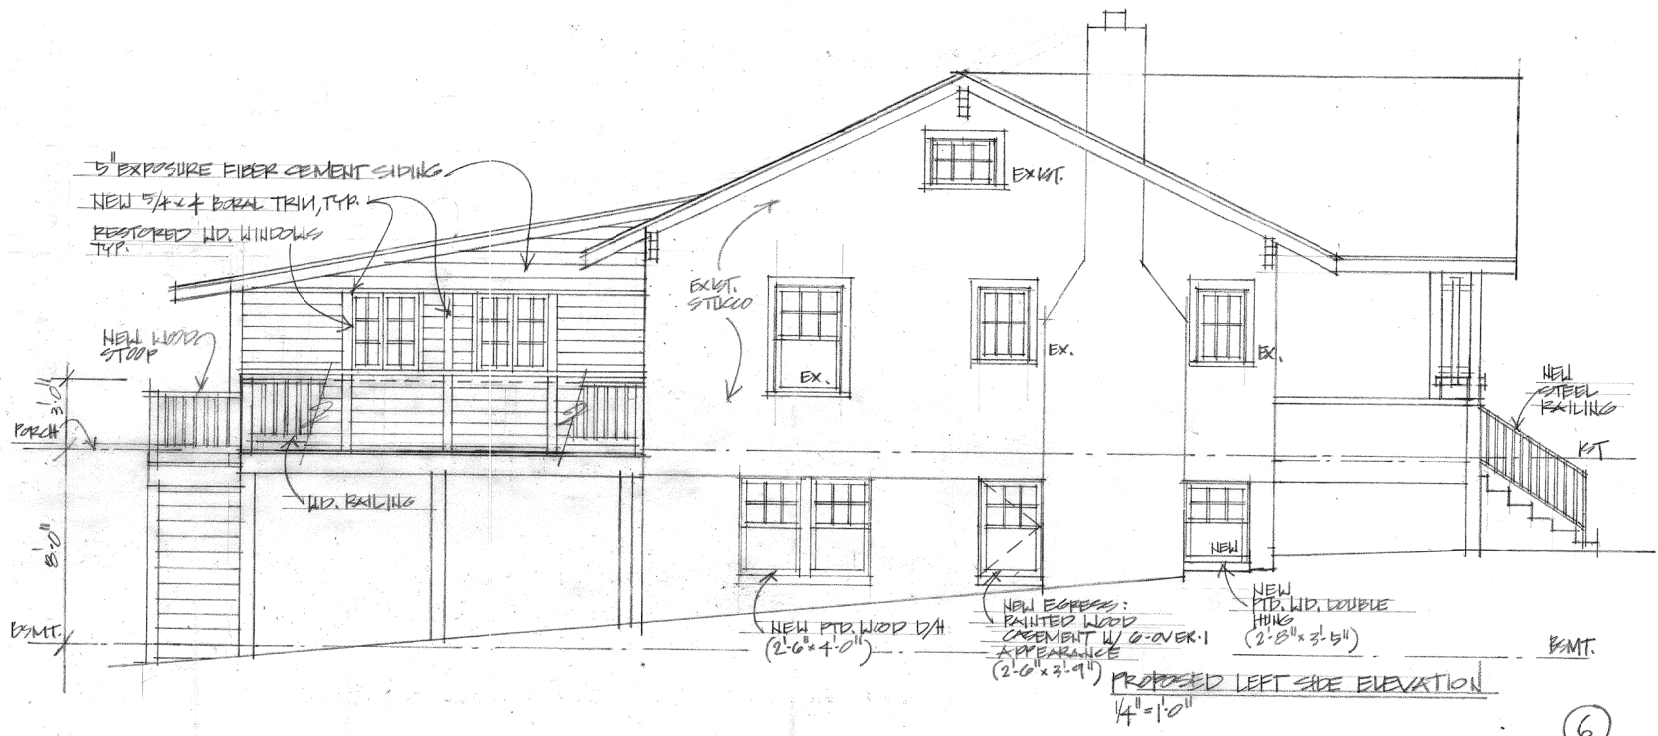 5" EXPOSURE FIBER CEMENT SIDING
NEW 5/4 x 4 BORAL TRIM, TYP.
RESTORED WD. WINDOWS
TYP.
EXIST.
EXIST.
STUCCO
NEW WOOD
STOOP
EX.
EX.
EX.
3'-0"
PORCH
NEW
STEEL
RAILING
1ST
WD. RAILING
8'-0"
NEW
BSMT.
NEW PTD. WOOD D/H
(2'-6" x 4'-0")
NEW EGRESS:
PAINTED WOOD
CASEMENT W/ 6-OVER-1
APPEARANCE
(2'-6" x 3'-9")
NEW
PTD. WD. DOUBLE
HUNG
(2'-8" x 3'-5")
BSMT.
PROPOSED LEFT SIDE ELEVATION
1/4" = 1'-0"
6